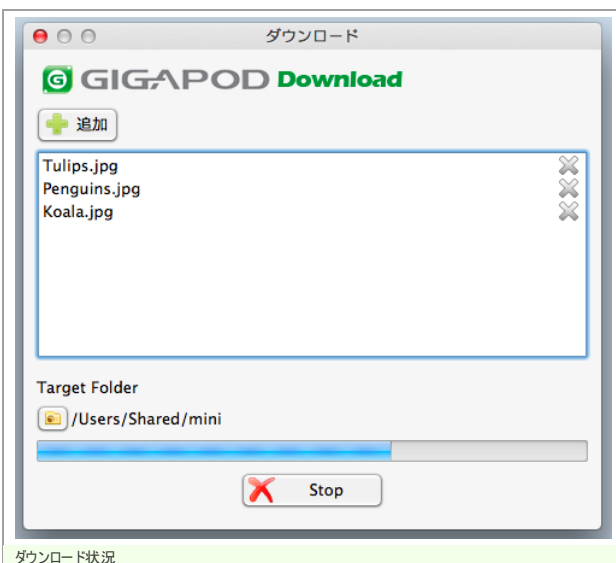 ダウンロード
G GIGAPOD Download
追加
Tulips.jpg
Penguins.jpg
Koala.jpg
Target Folder
/Users/Shared/mini
Stop
ダウンロード状況